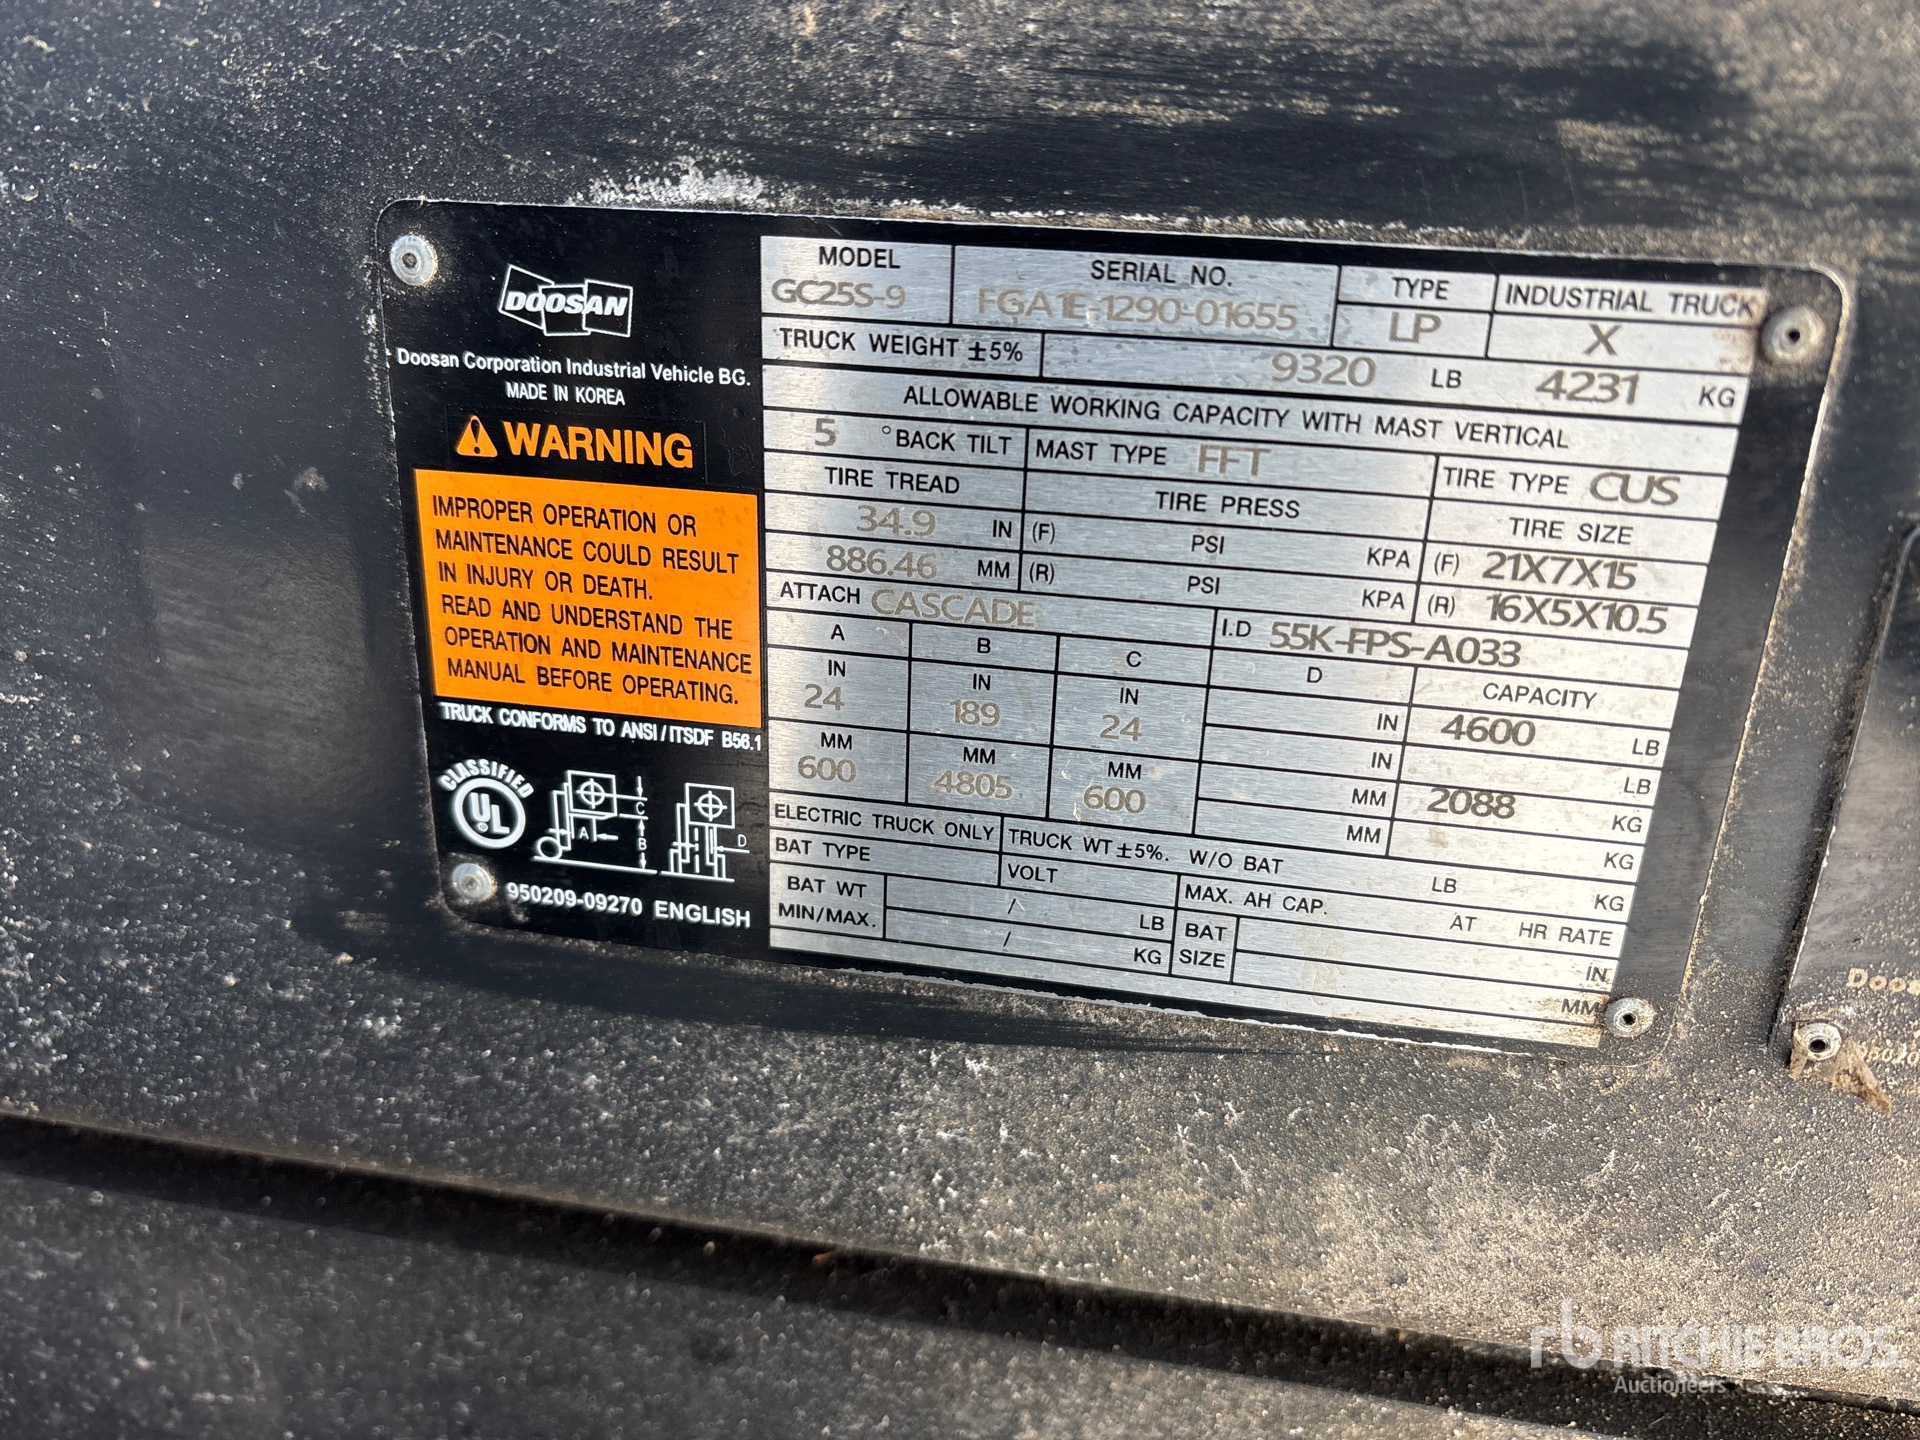 DOOSAN
Doosan Corporation Industrial Vehicle BG.
MADE IN KOREA
WARNING
IMPROPER OPERATION OR
MAINTENANCE COULD RESULT
IN INJURY OR DEATH.
READ AND UNDERSTAND THE
OPERATION AND MAINTENANCE
MANUAL BEFORE OPERATING.
TRUCK CONFORMS TO ANSI / ITSDF B56.1
CLASSIFIED
UL
A C B D
950209-09270 ENGLISH
MODEL SERIAL NO. TYPE INDUSTRIAL TRUCK
GC25S-9 FGA1E-1290-01655 LP X
TRUCK WEIGHT ±5% 9320 LB 4231 KG
ALLOWABLE WORKING CAPACITY WITH MAST VERTICAL
5 ° BACK TILT MAST TYPE FFT TIRE TYPE CUS
TIRE TREAD TIRE PRESS TIRE SIZE
34.9 IN (F) PSI KPA (F) 21X7X15
886.46 MM (R) PSI KPA (R) 16X5X10.5
ATTACH CASCADE I.D 55K-FPS-A033
A B C D CAPACITY
IN IN IN IN 4600 LB
24 189 24 IN LB
MM MM MM MM 2088 KG
600 4805 600 MM KG
ELECTRIC TRUCK ONLY TRUCK WT ±5%. W/O BAT LB KG
BAT TYPE VOLT MAX. AH CAP. AT HR RATE
BAT WT / LB BAT IN
MIN/MAX. / KG SIZE MM
Doos
rb RITCHIE BROS.
Auctioneers